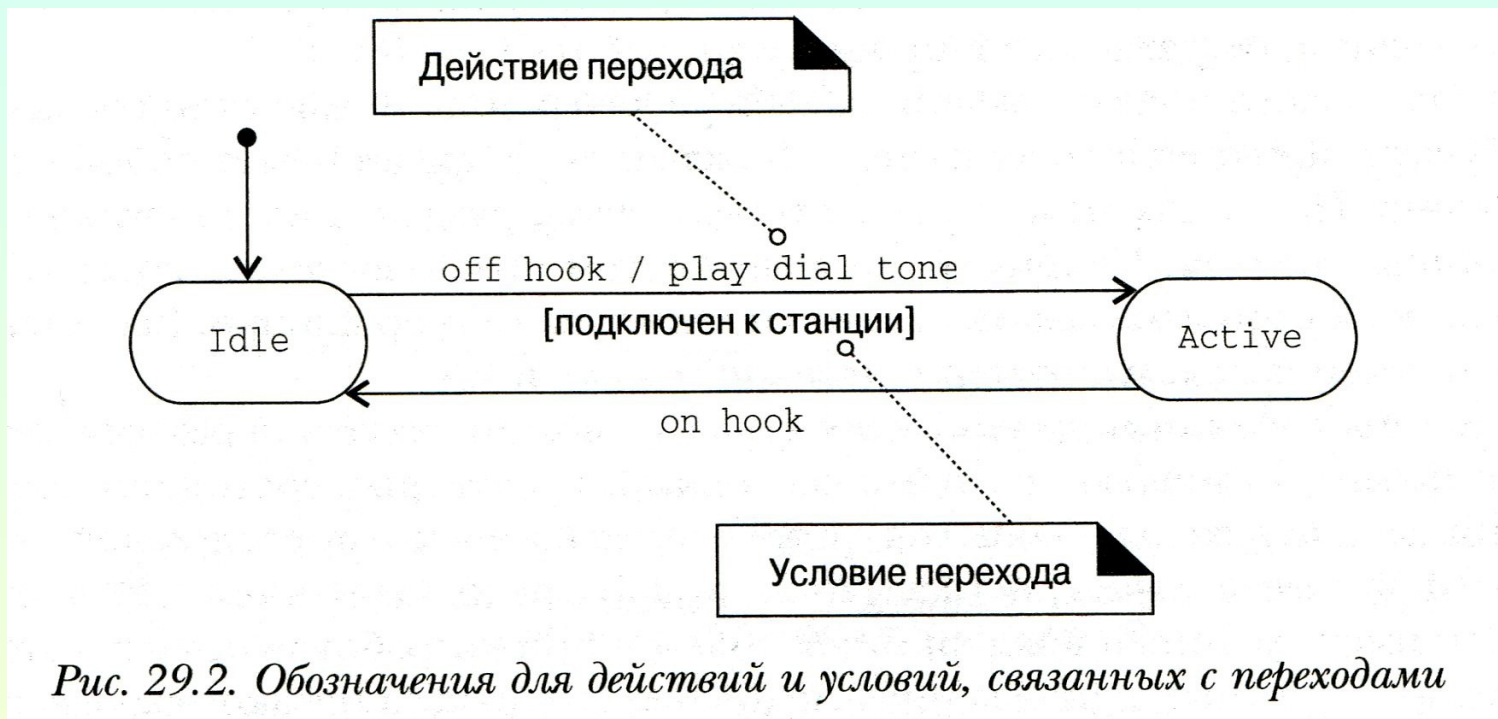 Действие перехода
off hook / play dial tone
[подключен к станции]
Idle
Active
on hook
Условие перехода
Рис. 29.2. Обозначения для действий и условий, связанных с переходами